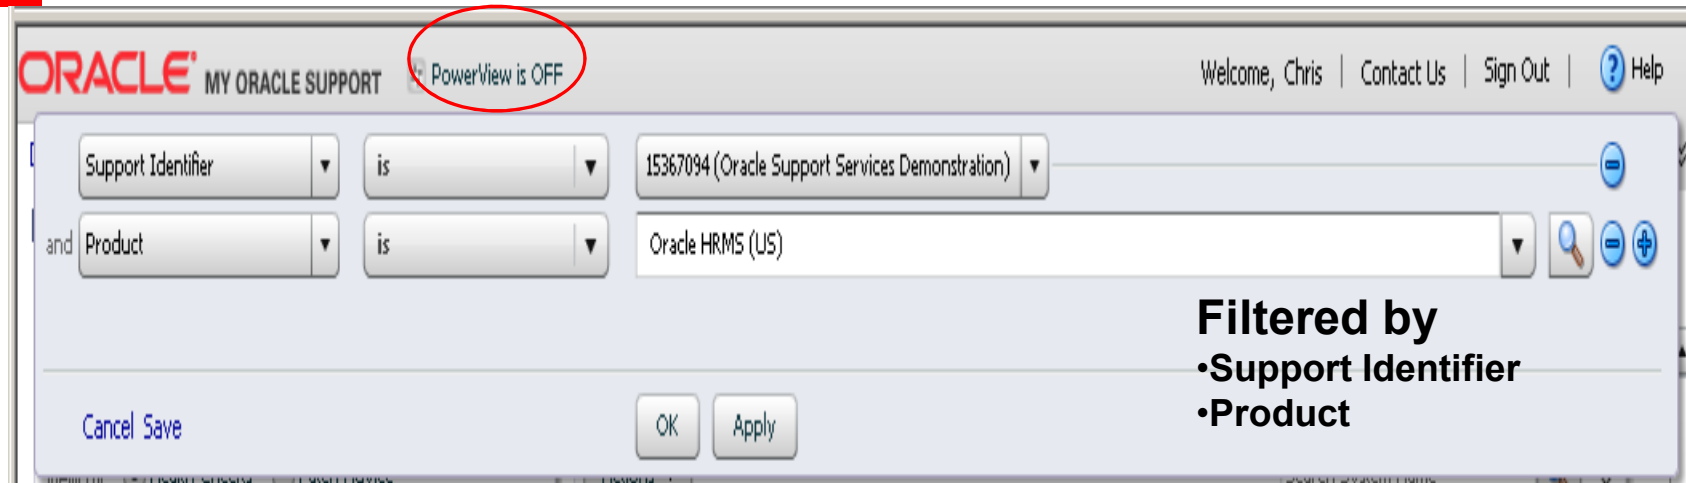 ORACLE MY ORACLE SUPPORT PowerView is OFF Welcome, Chris | Contact Us | Sign Out | ? Help
Support Identifier is 15367094 (Oracle Support Services Demonstration)
and Product is Oracle HRMS (US)
Filtered by
•Support Identifier
•Product
Cancel Save OK Apply